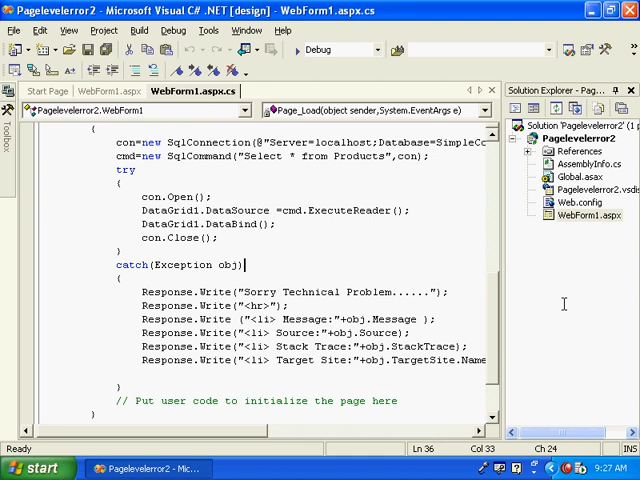 Pagelevelerror2 - Microsoft Visual C# .NET [design] - WebForm1.aspx.cs
File Edit View Project Build Debug Tools Window Help
Debug
Start Page WebForm1.aspx WebForm1.aspx.cs
Solution Explorer - Pag...
Toolbox
Pagelevelerror2.WebForm1
Page_Load(object sender,System.EventArgs e)
{
con=new SqlConnection(@"Server=localhost;Database=SimpleCo
cmd=new SqlCommand("Select * from Products",con);
try
{
con.Open();
DataGrid1.DataSource =cmd.ExecuteReader();
DataGrid1.DataBind();
con.Close();
}
catch(Exception obj)
{
Response.Write("Sorry Technical Problem......");
Response.Write("<hr>");
Response.Write ("<li> Message:"+obj.Message );
Response.Write("<li> Source:"+obj.Source);
Response.Write("<li> Stack Trace:"+obj.StackTrace);
Response.Write("<li> Target Site:"+obj.TargetSite.Name
}
// Put user code to initialize the page here
}
Solution 'Pagelevelerror2' (1 p
Pagelevelerror2
References
AssemblyInfo.cs
Global.asax
Pagelevelerror2.vsdis
Web.config
WebForm1.aspx
Ready
Ln 36 Col 33 Ch 24 INS
start
Pagelevelerror2 - Mic...
9:27 AM